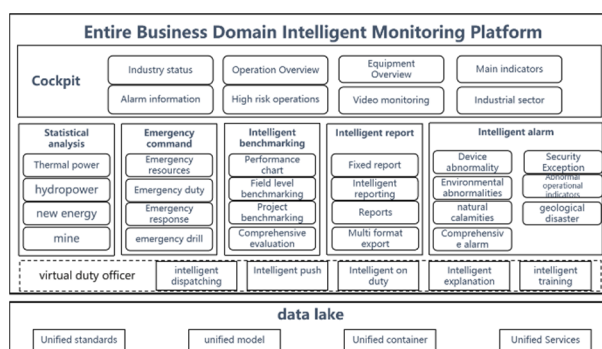 Entire Business Domain Intelligent Monitoring Platform
Cockpit
Industry status
Operation Overview
Equipment
Overview
Main indicators
Alarm information
High risk operations
Video monitoring
Industrial sector
Statistical
analysis
Thermal power
hydropower
new energy
mine
Emergency
command
Emergency
resources
Emergency duty
Emergency
response
emergency drill
Intelligent
benchmarking
Performance
chart
Field level
benchmarking
Project
benchmarking
Comprehensive
evaluation
Intelligent report
Fixed report
Intelligent
reporting
Reports
Multi format
export
Intelligent alarm
Device
abnormality
Security
Exception
Environmental
abnormalities
Abnormal
operational
indicators
natural
calamities
geological
disaster
Comprehensiv
e alarm
virtual duty officer
intelligent
dispatching
Intelligent push
Intelligent on
duty
Intelligent
explanation
intelligent
training
data lake
Unified standards
unified model
Unified container
Unified Services